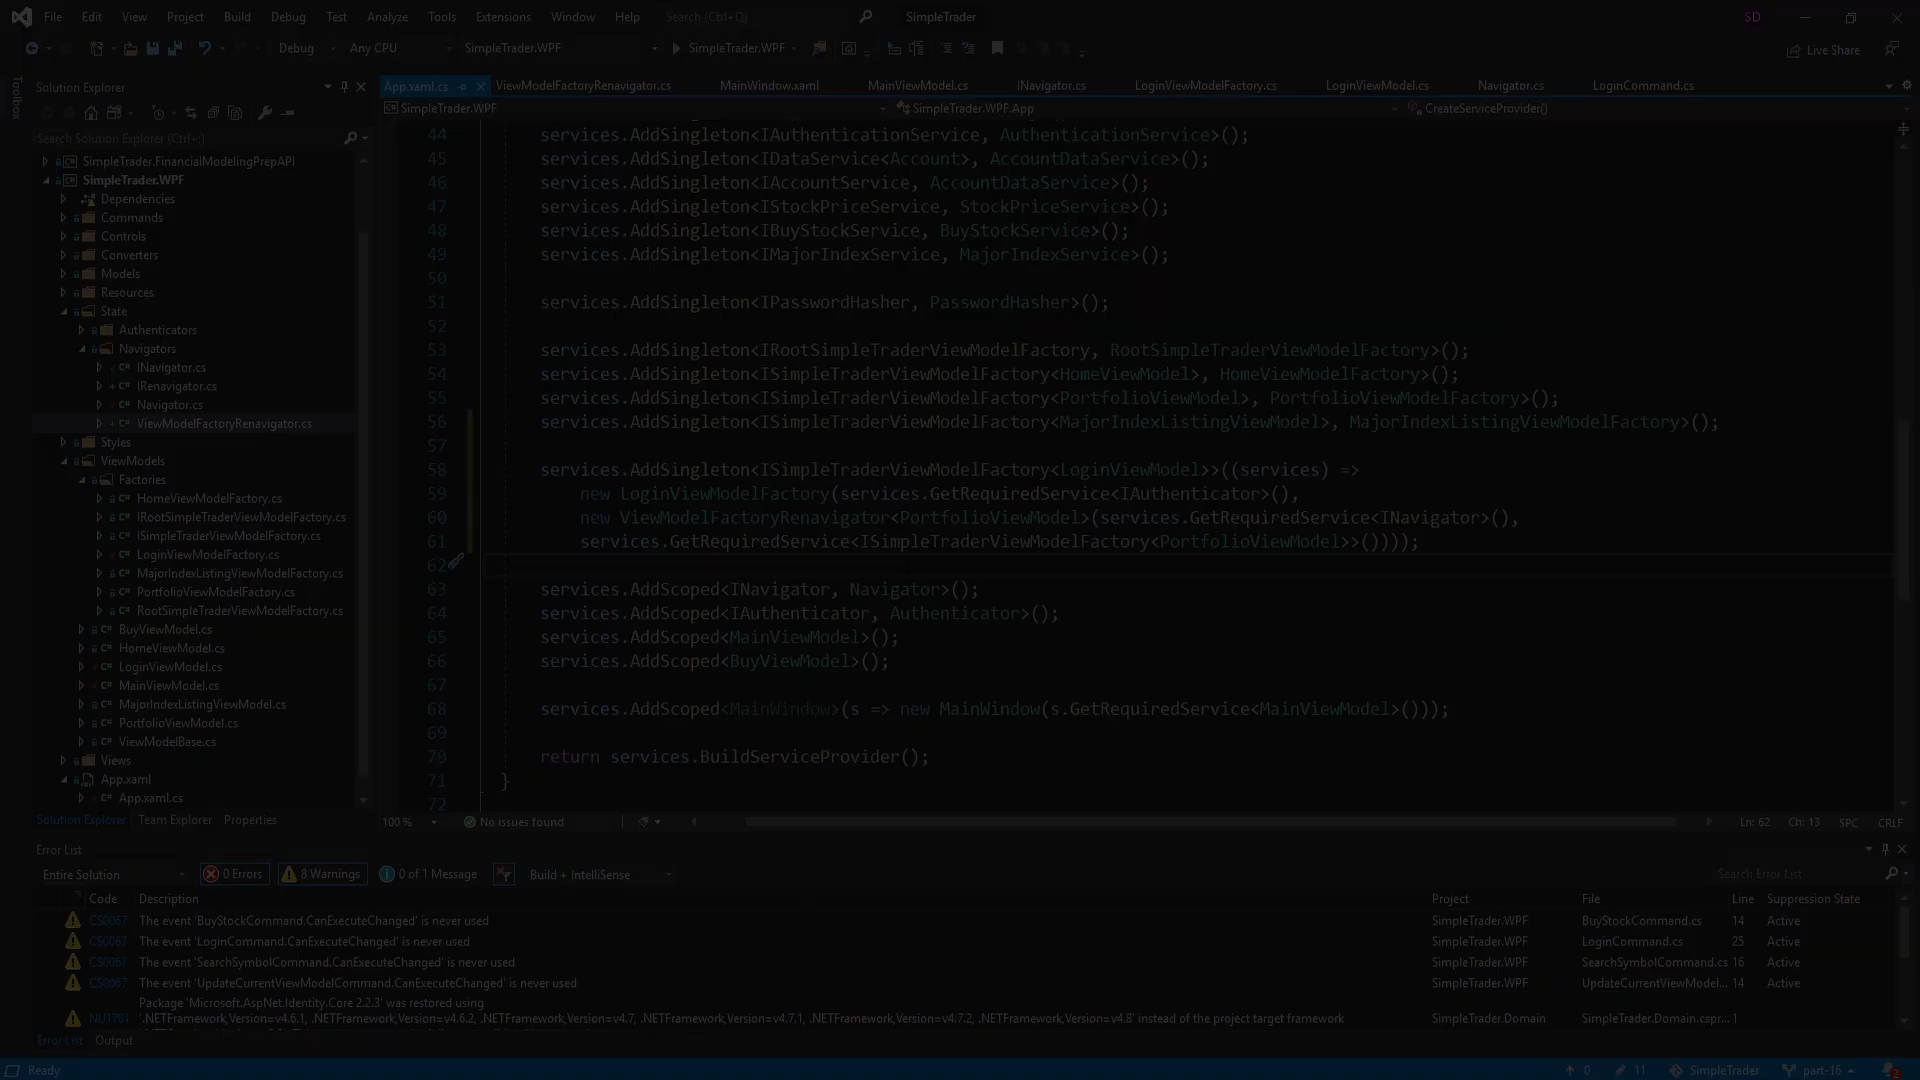 File Edit View Project Build Debug Test Analyze Tools Extensions Window Help Search (Ctrl+Q) SimpleTrader SD
Debug Any CPU SimpleTrader.WPF SimpleTrader.WPF Live Share
Toolbox
Solution Explorer
Search Solution Explorer (Ctrl+;)
SimpleTrader.FinancialModelingPrepAPI
SimpleTrader.WPF
Dependencies
Commands
Controls
Converters
Models
Resources
State
Authenticators
Navigators
INavigator.cs
IRenavigator.cs
Navigator.cs
ViewModelFactoryRenavigator.cs
Styles
ViewModels
Factories
HomeViewModelFactory.cs
IRootSimpleTraderViewModelFactory.cs
ISimpleTraderViewModelFactory.cs
LoginViewModelFactory.cs
MajorIndexListingViewModelFactory.cs
PortfolioViewModelFactory.cs
RootSimpleTraderViewModelFactory.cs
BuyViewModel.cs
HomeViewModel.cs
LoginViewModel.cs
MainViewModel.cs
MajorIndexListingViewModel.cs
PortfolioViewModel.cs
ViewModelBase.cs
Views
App.xaml
App.xaml.cs
Solution Explorer Team Explorer Properties
App.xaml.cs ViewModelFactoryRenavigator.cs MainWindow.xaml MainViewModel.cs INavigator.cs LoginViewModelFactory.cs LoginViewModel.cs Navigator.cs LoginCommand.cs
SimpleTrader.WPF SimpleTrader.WPF.App CreateServiceProvider()
44 services.AddSingleton<IAuthenticationService, AuthenticationService>();
45 services.AddSingleton<IDataService<Account>, AccountDataService>();
46 services.AddSingleton<IAccountService, AccountDataService>();
47 services.AddSingleton<IStockPriceService, StockPriceService>();
48 services.AddSingleton<IBuyStockService, BuyStockService>();
49 services.AddSingleton<IMajorIndexService, MajorIndexService>();
50
51 services.AddSingleton<IPasswordHasher, PasswordHasher>();
52
53 services.AddSingleton<IRootSimpleTraderViewModelFactory, RootSimpleTraderViewModelFactory>();
54 services.AddSingleton<ISimpleTraderViewModelFactory<HomeViewModel>, HomeViewModelFactory>();
55 services.AddSingleton<ISimpleTraderViewModelFactory<PortfolioViewModel>, PortfolioViewModelFactory>();
56 services.AddSingleton<ISimpleTraderViewModelFactory<MajorIndexListingViewModel>, MajorIndexListingViewModelFactory>();
57
58 services.AddSingleton<ISimpleTraderViewModelFactory<LoginViewModel>>((services) =>
59 new LoginViewModelFactory(services.GetRequiredService<IAuthenticator>(),
60 new ViewModelFactoryRenavigator<PortfolioViewModel>(services.GetRequiredService<INavigator>(),
61 services.GetRequiredService<ISimpleTraderViewModelFactory<PortfolioViewModel>>())));
62
63 services.AddScoped<INavigator, Navigator>();
64 services.AddScoped<IAuthenticator, Authenticator>();
65 services.AddScoped<MainViewModel>();
66 services.AddScoped<BuyViewModel>();
67
68 services.AddScoped<MainWindow>(s => new MainWindow(s.GetRequiredService<MainViewModel>()));
69
70 return services.BuildServiceProvider();
71 }
72
100 % No issues found Ln: 62 Ch: 13 SPC CRLF
Error List
Entire Solution 0 Errors 8 Warnings 0 of 1 Message Build + IntelliSense Search Error List
Code Description Project File Line Suppression State
CS0067 The event 'BuyStockCommand.CanExecuteChanged' is never used SimpleTrader.WPF BuyStockCommand.cs 14 Active
CS0067 The event 'LoginCommand.CanExecuteChanged' is never used SimpleTrader.WPF LoginCommand.cs 25 Active
CS0067 The event 'SearchSymbolCommand.CanExecuteChanged' is never used SimpleTrader.WPF SearchSymbolCommand.cs 16 Active
CS0067 The event 'UpdateCurrentViewModelCommand.CanExecuteChanged' is never used SimpleTrader.WPF UpdateCurrentViewModel... 14 Active
Package 'Microsoft.AspNet.Identity.Core 2.2.3' was restored using
NU1701 '.NETFramework,Version=v4.6.1, .NETFramework,Version=v4.6.2, .NETFramework,Version=v4.7, .NETFramework,Version=v4.7.1, .NETFramework,Version=v4.7.2, .NETFramework,Version=v4.8' instead of the project target framework SimpleTrader.Domain SimpleTrader.Domain.cspr... 1
Error List Output
Ready 0 11 SimpleTrader part-16 2